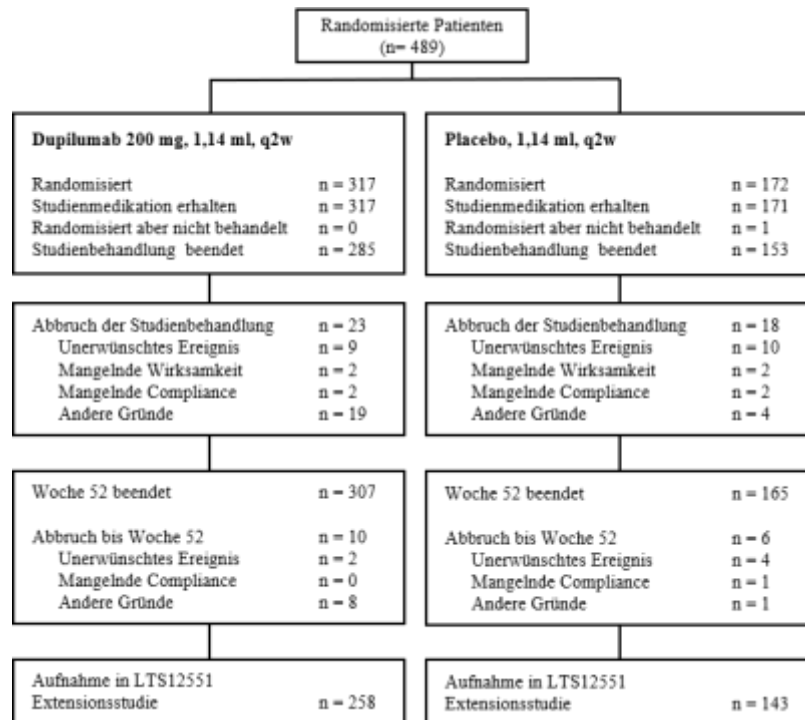 Randomisierte Patienten
(n= 489)
Dupilumab 200 mg, 1,14 ml, q2w
Randomisiert n = 317
Studienmedikation erhalten n = 317
Randomisiert aber nicht behandelt n = 0
Studienbehandlung beendet n = 285
Abbruch der Studienbehandlung n = 23
Unerwünschtes Ereignis n = 9
Mangelnde Wirksamkeit n = 2
Mangelnde Compliance n = 2
Andere Gründe n = 19
Woche 52 beendet n = 307
Abbruch bis Woche 52 n = 10
Unerwünschtes Ereignis n = 2
Mangelnde Compliance n = 0
Andere Gründe n = 8
Aufnahme in LTS12551
Extensionsstudie n = 258
Placebo, 1,14 ml, q2w
Randomisiert n = 172
Studienmedikation erhalten n = 171
Randomisiert aber nicht behandelt n = 1
Studienbehandlung beendet n = 153
Abbruch der Studienbehandlung n = 18
Unerwünschtes Ereignis n = 10
Mangelnde Wirksamkeit n = 2
Mangelnde Compliance n = 2
Andere Gründe n = 4
Woche 52 beendet n = 165
Abbruch bis Woche 52 n = 6
Unerwünschtes Ereignis n = 4
Mangelnde Compliance n = 1
Andere Gründe n = 1
Aufnahme in LTS12551
Extensionsstudie n = 143